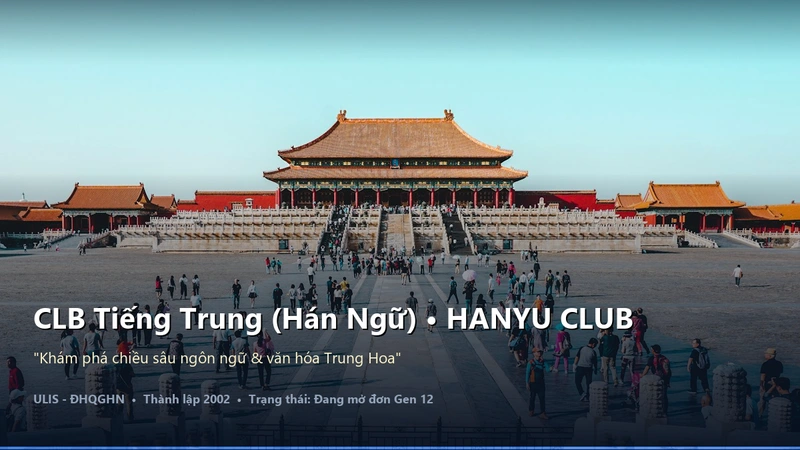 CLB Tiếng Trung (Hán Ngữ) • HANYU CLUB
"Khám phá chiều sâu ngôn ngữ & văn hóa Trung Hoa"
ULIS - ĐHQGHN • Thành lập 2002 • Trạng thái: Đang mở đơn Gen 12